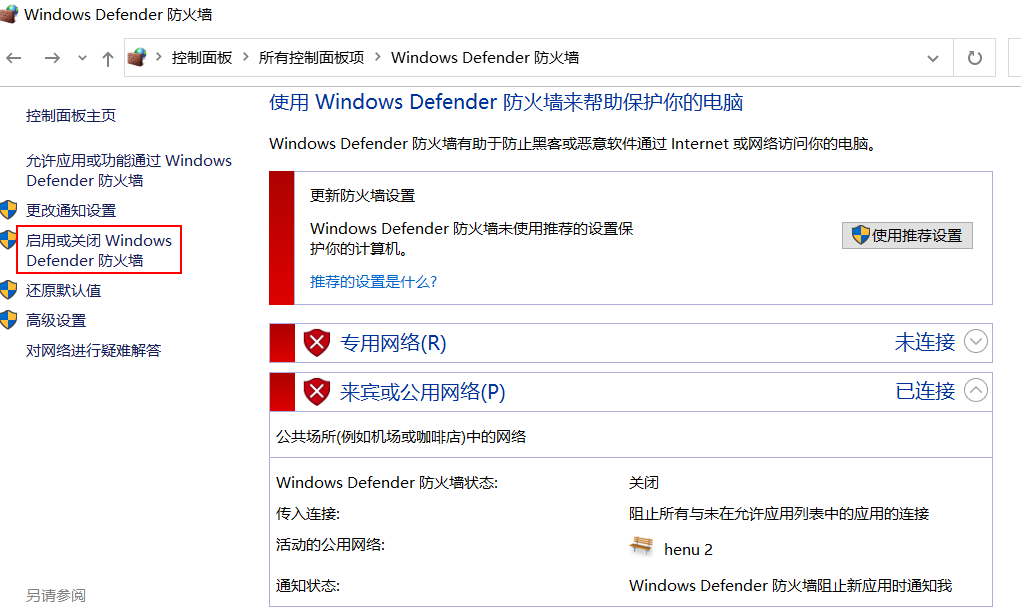 Windows Defender 防火墙
控制面板 所有控制面板项 Windows Defender 防火墙
控制面板主页
允许应用或功能通过 Windows
Defender 防火墙
更改通知设置
启用或关闭 Windows
Defender 防火墙
还原默认值
高级设置
对网络进行疑难解答
另请参阅
使用 Windows Defender 防火墙来帮助保护你的电脑
Windows Defender 防火墙有助于防止黑客或恶意软件通过 Internet 或网络访问你的电脑。
更新防火墙设置
Windows Defender 防火墙未使用推荐的设置保
护你的计算机。
使用推荐设置
推荐的设置是什么?
专用网络(R) 未连接
来宾或公用网络(P) 已连接
公共场所(例如机场或咖啡店)中的网络
Windows Defender 防火墙状态: 关闭
传入连接: 阻止所有与未在允许应用列表中的应用的连接
活动的公用网络: henu 2
通知状态: Windows Defender 防火墙阻止新应用时通知我